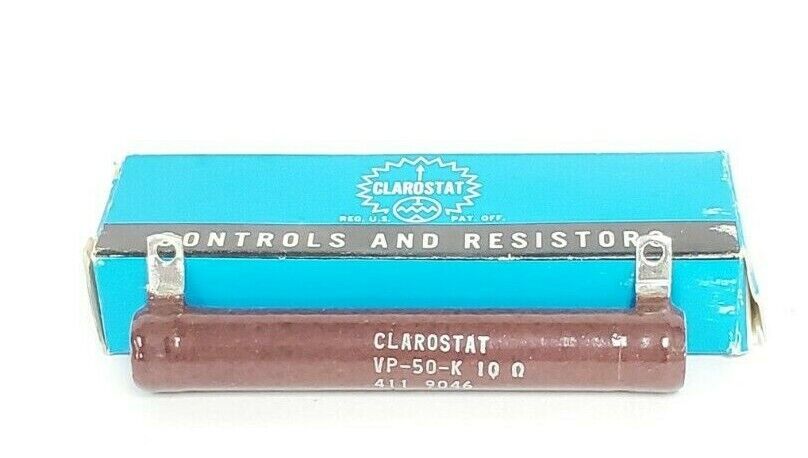 CLAROSTAT
REG. U.S. PAT. OFF.
CONTROLS AND RESISTORS
CLAROSTAT
VP-50-K 10 Ω
411 9046